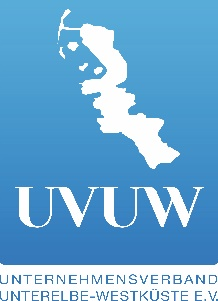 UVUW
UNTERNEHMENSVERBAND
UNTERELBE-WESTKÜSTE E.V.